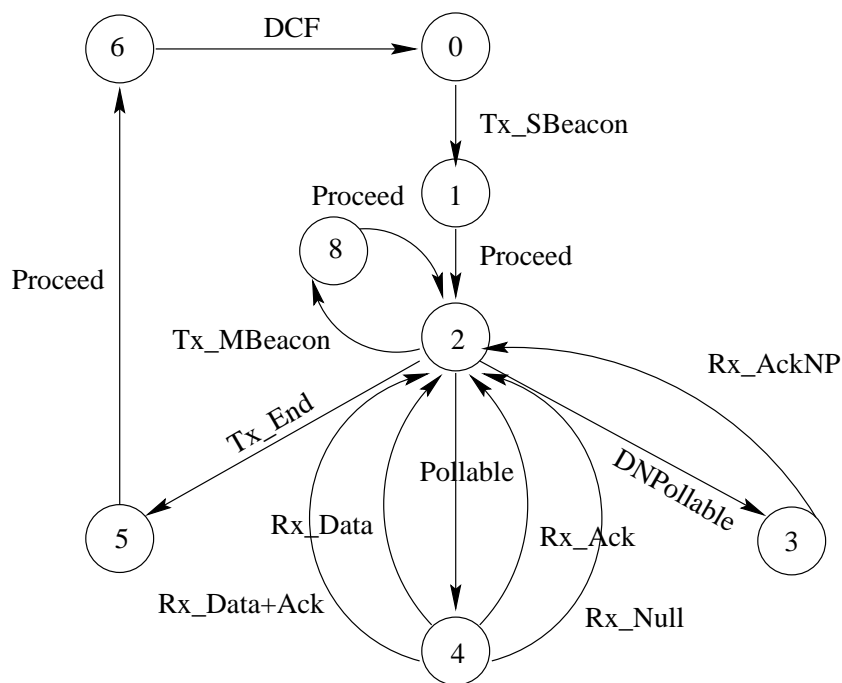 DCF
6
0
Tx_SBeacon
Proceed
1
8
Proceed
Proceed
Tx_MBeacon
2
Rx_AckNP
Tx_End
Pollable
DNPollable
Rx_Data
Rx_Ack
5
3
Rx_Data+Ack
Rx_Null
4